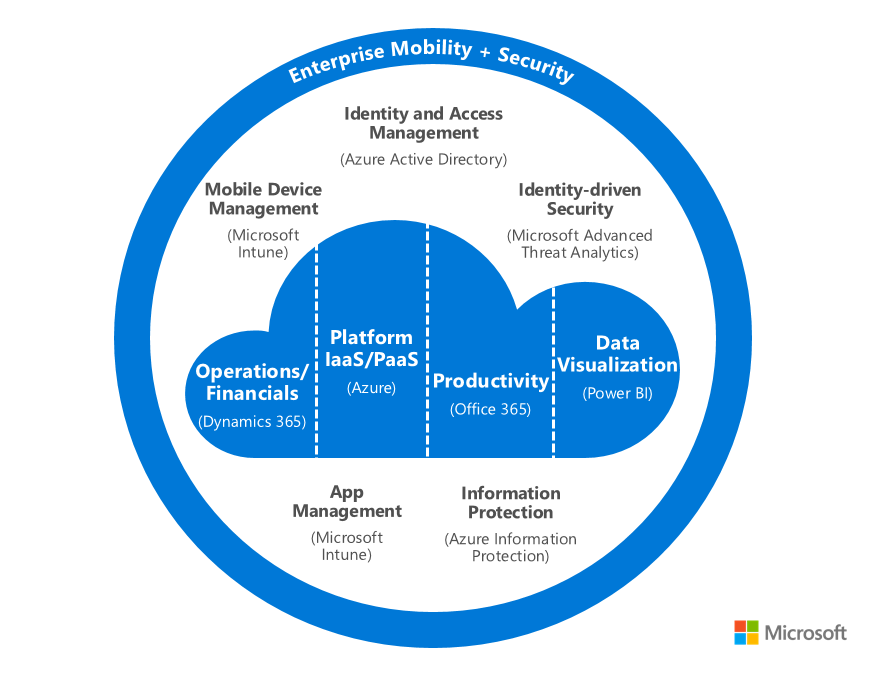 Enterprise Mobility + Security
Identity and Access
Management
(Azure Active Directory)
Mobile Device
Management
(Microsoft
Intune)
Identity-driven
Security
(Microsoft Advanced
Threat Analytics)
Operations/
Financials
(Dynamics 365)
Platform
IaaS/PaaS
(Azure)
Productivity
(Office 365)
Data
Visualization
(Power BI)
App
Management
(Microsoft
Intune)
Information
Protection
(Azure Information
Protection)
Microsoft